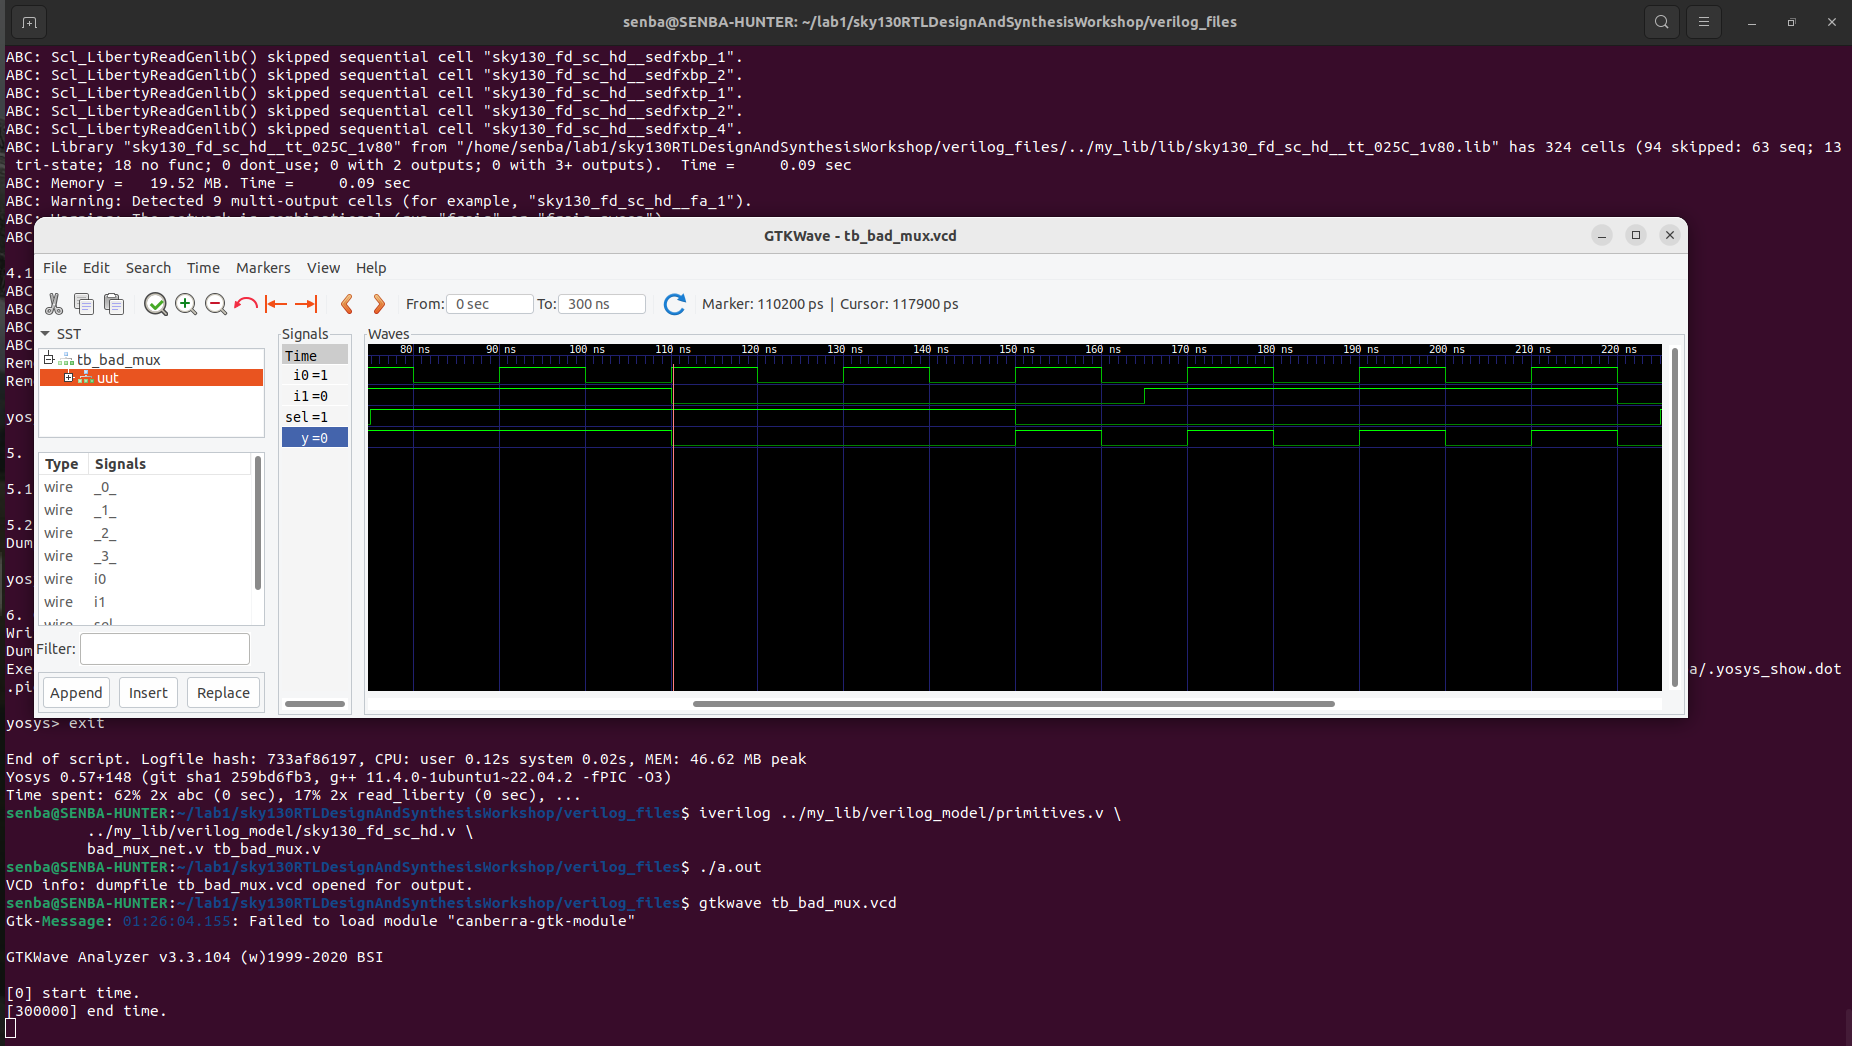 senba@SENBA-HUNTER: ~/lab1/sky130RTLDesignAndSynthesisWorkshop/verilog_files
ABC: Scl_LibertyReadGenlib() skipped sequential cell "sky130_fd_sc_hd__sedfxbp_1".
ABC: Scl_LibertyReadGenlib() skipped sequential cell "sky130_fd_sc_hd__sedfxbp_2".
ABC: Scl_LibertyReadGenlib() skipped sequential cell "sky130_fd_sc_hd__sedfxtp_1".
ABC: Scl_LibertyReadGenlib() skipped sequential cell "sky130_fd_sc_hd__sedfxtp_2".
ABC: Scl_LibertyReadGenlib() skipped sequential cell "sky130_fd_sc_hd__sedfxtp_4".
ABC: Library "sky130_fd_sc_hd__tt_025C_1v80" from "/home/senba/lab1/sky130RTLDesignAndSynthesisWorkshop/verilog_files/../my_lib/lib/sky130_fd_sc_hd__tt_025C_1v80.lib" has 324 cells (94 skipped: 63 seq; 13
tri-state; 18 no func; 0 dont_use; 0 with 2 outputs; 0 with 3+ outputs).  Time =     0.09 sec
ABC: Memory =   19.52 MB. Time =     0.09 sec
ABC: Warning: Detected 9 multi-output cells (for example, "sky130_fd_sc_hd__fa_1").
ABC: Warning: The network is combinational (run "fraig" or "fraig_sweep").
ABC
4.1
ABC
ABC
ABC
ABC
Rem
Rem
yos
5.
5.1
5.2
Dum
yos
6.
Wri
Dum
Exe
a/.yosys_show.dot
.pi
GTKWave - tb_bad_mux.vcd
File Edit Search Time Markers View Help
From: 0 sec To: 300 ns Marker: 110200 ps | Cursor: 117900 ps
SST
tb_bad_mux
uut
Type Signals
wire _0_
wire _1_
wire _2_
wire _3_
wire i0
wire i1
wire sel
Filter:
Append Insert Replace
Signals
Time
i0 =1
i1 =0
sel =1
y =0
Waves
80 ns 90 ns 100 ns 110 ns 120 ns 130 ns 140 ns 150 ns 160 ns 170 ns 180 ns 190 ns 200 ns 210 ns 220 ns
yosys> exit
End of script. Logfile hash: 733af86197, CPU: user 0.12s system 0.02s, MEM: 46.62 MB peak
Yosys 0.57+148 (git sha1 259bd6fb3, g++ 11.4.0-1ubuntu1~22.04.2 -fPIC -O3)
Time spent: 62% 2x abc (0 sec), 17% 2x read_liberty (0 sec), ...
senba@SENBA-HUNTER:~/lab1/sky130RTLDesignAndSynthesisWorkshop/verilog_files$ iverilog ../my_lib/verilog_model/primitives.v \
../my_lib/verilog_model/sky130_fd_sc_hd.v \
bad_mux_net.v tb_bad_mux.v
senba@SENBA-HUNTER:~/lab1/sky130RTLDesignAndSynthesisWorkshop/verilog_files$ ./a.out
VCD info: dumpfile tb_bad_mux.vcd opened for output.
senba@SENBA-HUNTER:~/lab1/sky130RTLDesignAndSynthesisWorkshop/verilog_files$ gtkwave tb_bad_mux.vcd
Gtk-Message: 01:26:04.155: Failed to load module "canberra-gtk-module"
GTKWave Analyzer v3.3.104 (w)1999-2020 BSI
[0] start time.
[300000] end time.